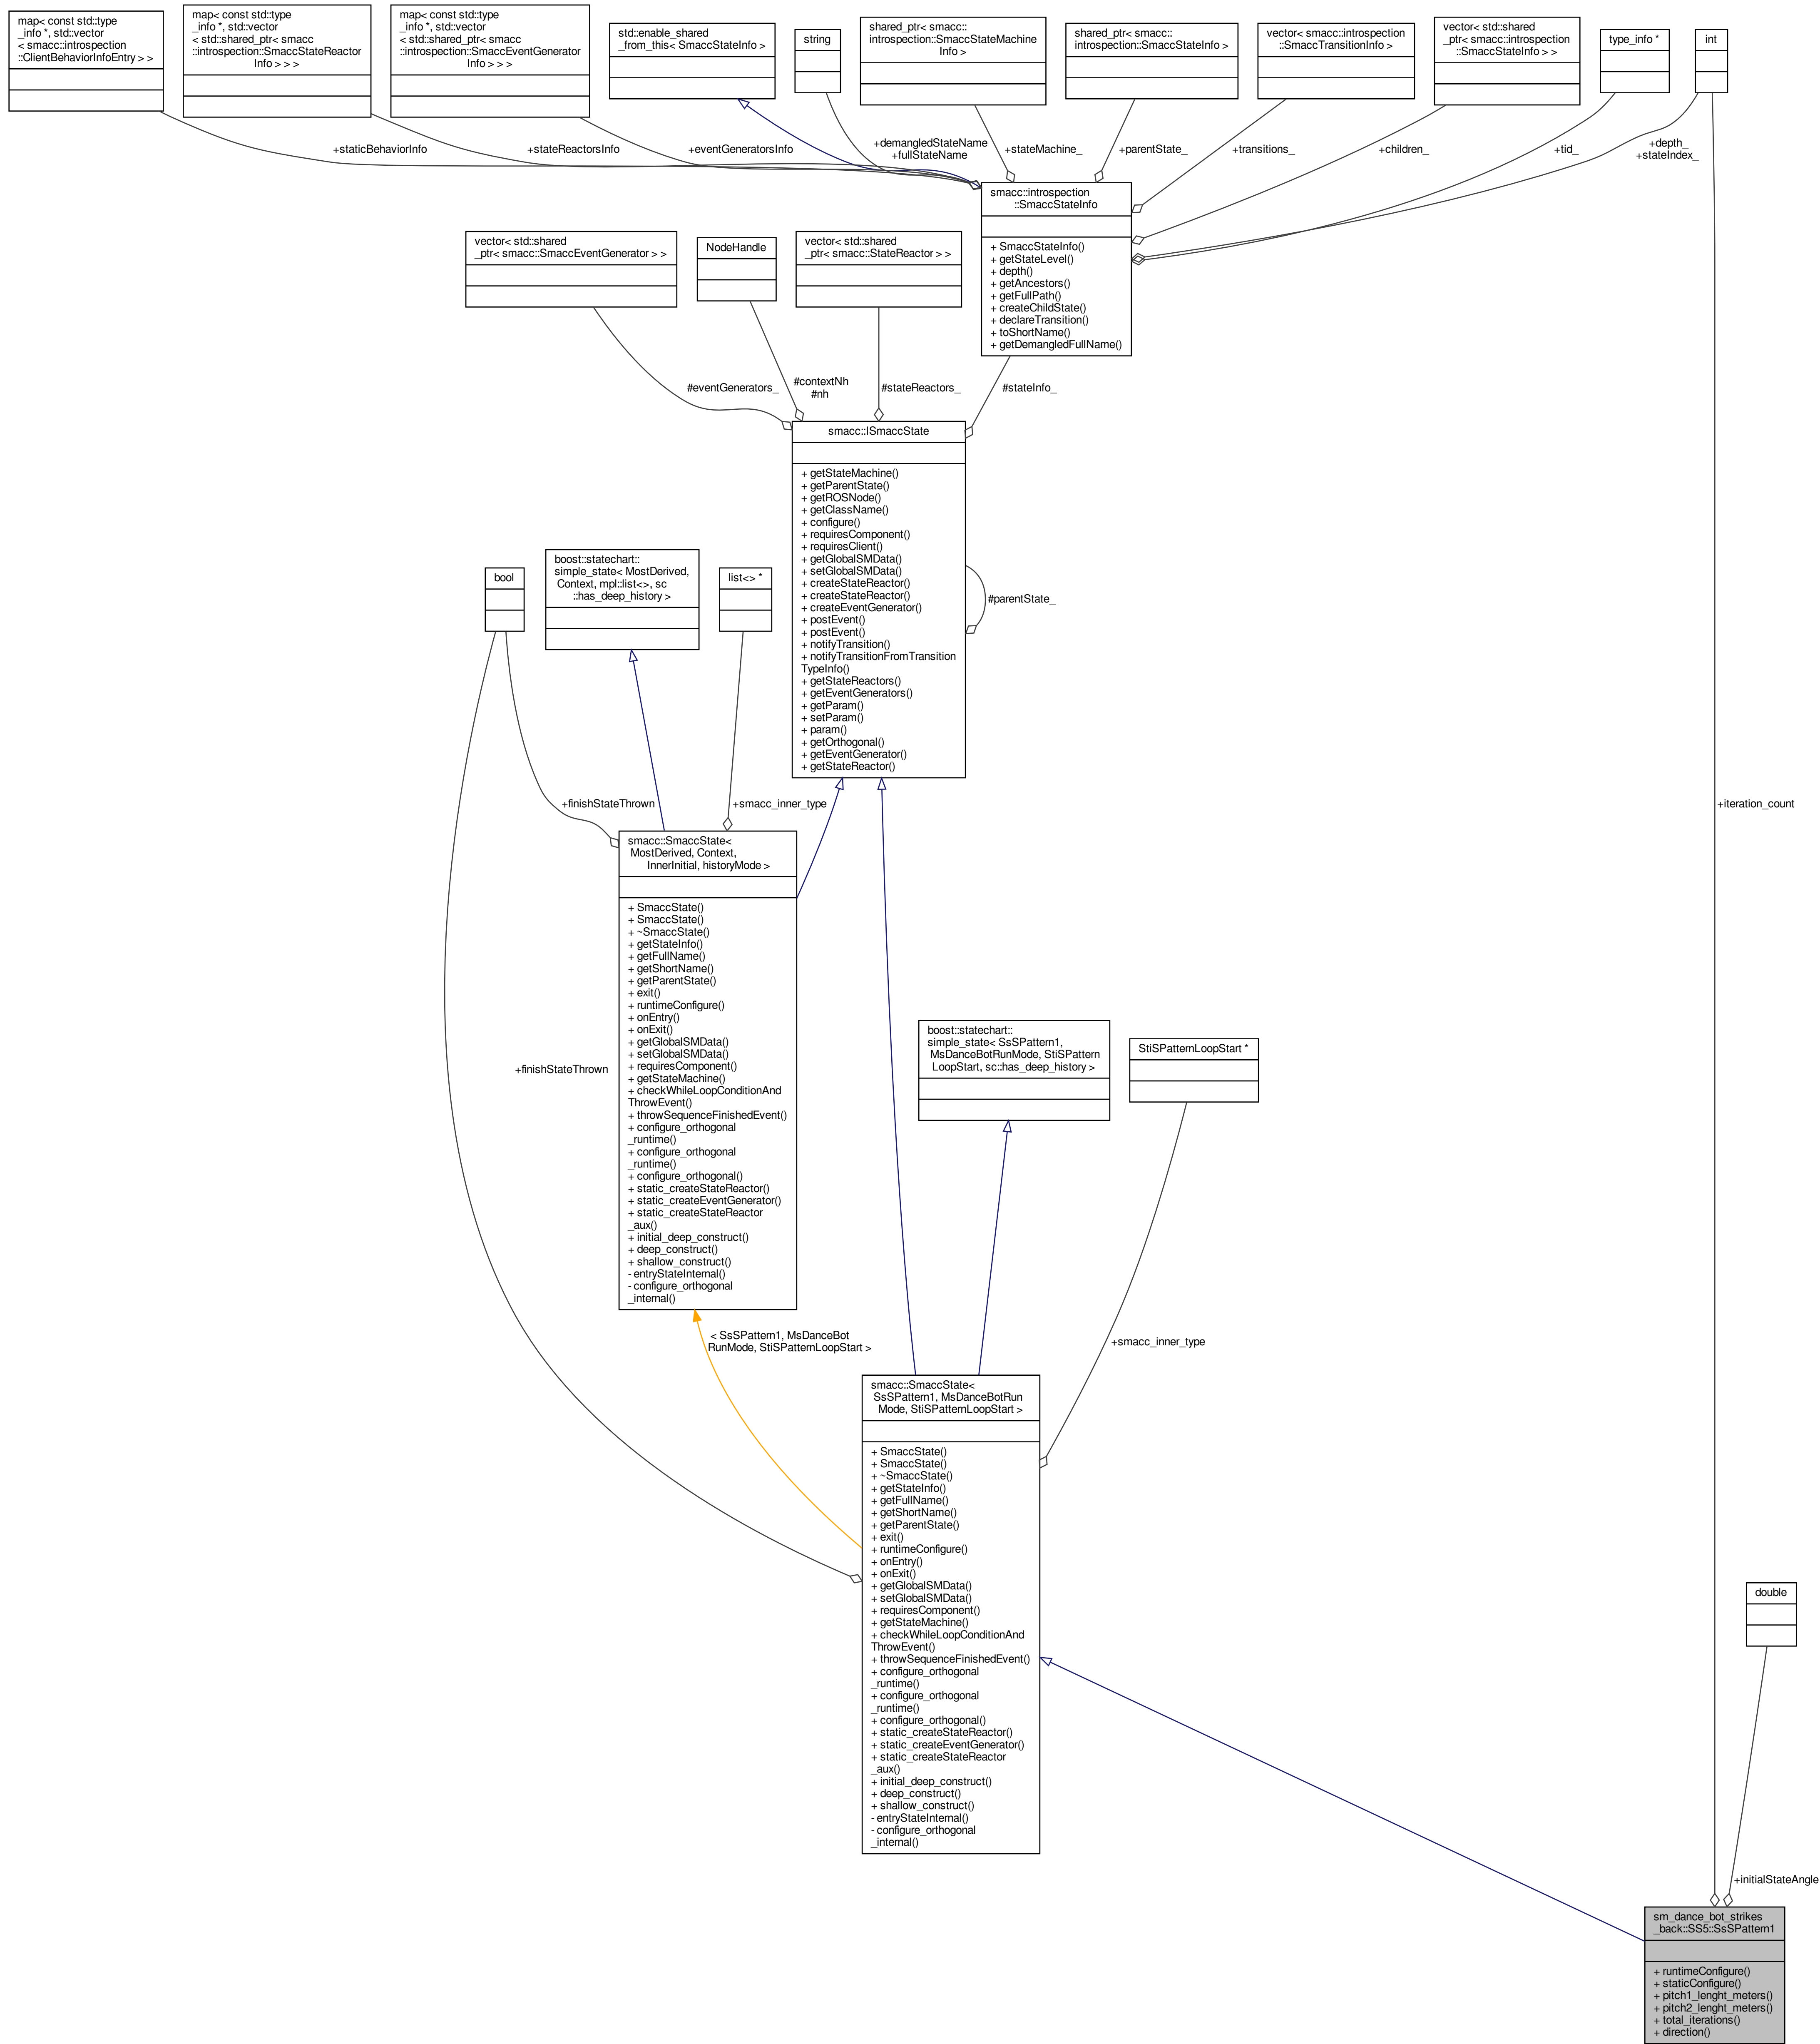 map< const std::type
_info *, std::vector
< smacc::introspection
::ClientBehaviorInfoEntry > >
map< const std::type
_info *, std::vector
< std::shared_ptr< smacc
::introspection::SmaccStateReactor
Info > > >
map< const std::type
_info *, std::vector
< std::shared_ptr< smacc
::introspection::SmaccEventGenerator
Info > > >
std::enable_shared
_from_this< SmaccStateInfo >
string
shared_ptr< smacc::
introspection::SmaccStateMachine
Info >
shared_ptr< smacc::
introspection::SmaccStateInfo >
vector< smacc::introspection
::SmaccTransitionInfo >
vector< std::shared
_ptr< smacc::introspection
::SmaccStateInfo > >
type_info *
int
+staticBehaviorInfo
+stateReactorsInfo
+eventGeneratorsInfo
+demangledStateName
+fullStateName
+stateMachine_
+parentState_
+transitions_
+children_
+tid_
+depth_
+stateIndex_
smacc::introspection
::SmaccStateInfo
+ SmaccStateInfo()
+ getStateLevel()
+ depth()
+ getAncestors()
+ getFullPath()
+ createChildState()
+ declareTransition()
+ toShortName()
+ getDemangledFullName()
vector< std::shared
_ptr< smacc::SmaccEventGenerator > >
NodeHandle
vector< std::shared
_ptr< smacc::StateReactor > >
#eventGenerators_
#contextNh
#nh
#stateReactors_
#stateInfo_
smacc::ISmaccState
+ getStateMachine()
+ getParentState()
+ getROSNode()
+ getClassName()
+ configure()
+ requiresComponent()
+ requiresClient()
+ getGlobalSMData()
+ setGlobalSMData()
+ createStateReactor()
+ createStateReactor()
+ createEventGenerator()
+ postEvent()
+ postEvent()
+ notifyTransition()
+ notifyTransitionFromTransition
TypeInfo()
+ getStateReactors()
+ getEventGenerators()
+ getParam()
+ setParam()
+ param()
+ getOrthogonal()
+ getEventGenerator()
+ getStateReactor()
#parentState_
bool
boost::statechart::
simple_state< MostDerived,
Context, mpl::list<>, sc
::has_deep_history >
list<> *
+finishStateThrown
+smacc_inner_type
+iteration_count
smacc::SmaccState<
MostDerived, Context,
InnerInitial, historyMode >
+ SmaccState()
+ SmaccState()
+ ~SmaccState()
+ getStateInfo()
+ getFullName()
+ getShortName()
+ getParentState()
+ exit()
+ runtimeConfigure()
+ onEntry()
+ onExit()
+ getGlobalSMData()
+ setGlobalSMData()
+ requiresComponent()
+ getStateMachine()
+ checkWhileLoopConditionAnd
ThrowEvent()
+ throwSequenceFinishedEvent()
+ configure_orthogonal
_runtime()
+ configure_orthogonal
_runtime()
+ configure_orthogonal()
+ static_createStateReactor()
+ static_createEventGenerator()
+ static_createStateReactor
_aux()
+ initial_deep_construct()
+ deep_construct()
+ shallow_construct()
- entryStateInternal()
- configure_orthogonal
_internal()
+finishStateThrown
boost::statechart::
simple_state< SsSPattern1,
MsDanceBotRunMode, StiSPattern
LoopStart, sc::has_deep_history >
StiSPatternLoopStart *
< SsSPattern1, MsDanceBot
RunMode, StiSPatternLoopStart >
+smacc_inner_type
smacc::SmaccState<
SsSPattern1, MsDanceBotRun
Mode, StiSPatternLoopStart >
+ SmaccState()
+ SmaccState()
+ ~SmaccState()
+ getStateInfo()
+ getFullName()
+ getShortName()
+ getParentState()
+ exit()
+ runtimeConfigure()
+ onEntry()
+ onExit()
+ getGlobalSMData()
+ setGlobalSMData()
+ requiresComponent()
+ getStateMachine()
+ checkWhileLoopConditionAnd
ThrowEvent()
+ throwSequenceFinishedEvent()
+ configure_orthogonal
_runtime()
+ configure_orthogonal
_runtime()
+ configure_orthogonal()
+ static_createStateReactor()
+ static_createEventGenerator()
+ static_createStateReactor
_aux()
+ initial_deep_construct()
+ deep_construct()
+ shallow_construct()
- entryStateInternal()
- configure_orthogonal
_internal()
double
+initialStateAngle
sm_dance_bot_strikes
_back::SS5::SsSPattern1
+ runtimeConfigure()
+ staticConfigure()
+ pitch1_lenght_meters()
+ pitch2_lenght_meters()
+ total_iterations()
+ direction()